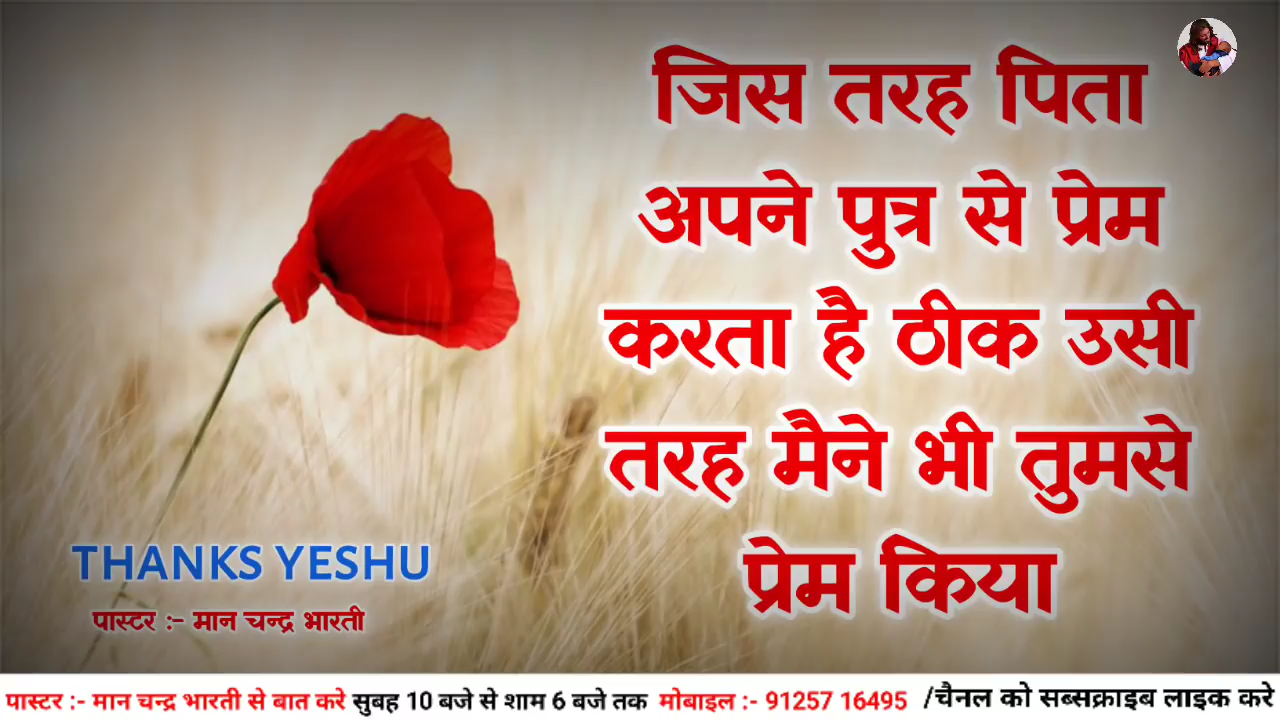 जिस तरह पिता
अपने पुत्र से प्रेम
करता है ठीक उसी
तरह मैने भी तुमसे
प्रेम किया
THANKS YESHU
पास्टर :- मान चन्द्र भारती
पास्टर :- मान चन्द्र भारती से बात करे सुबह 10 बजे से शाम 6 बजे तक मोबाइल :- 91257 16495 /चैनल को सब्सक्राइब लाइक करे